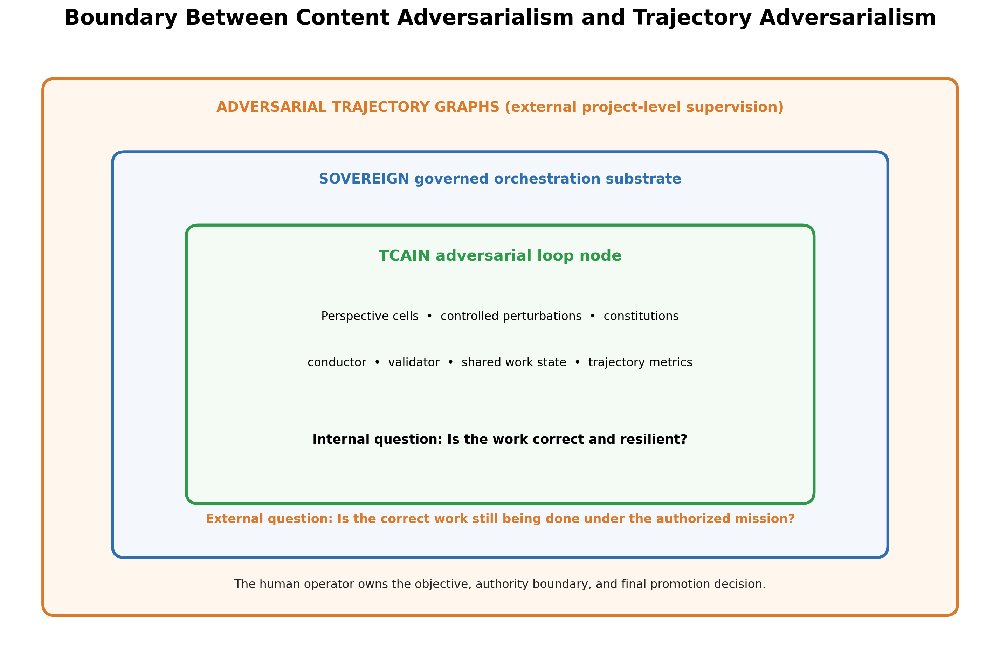 Boundary Between Content Adversarialism and Trajectory Adversarialism
ADVERSARIAL TRAJECTORY GRAPHS (external project-level supervision)
SOVEREIGN governed orchestration substrate
TCAIN adversarial loop node
Perspective cells • controlled perturbations • constitutions
conductor • validator • shared work state • trajectory metrics
Internal question: Is the work correct and resilient?
External question: Is the correct work still being done under the authorized mission?
The human operator owns the objective, authority boundary, and final promotion decision.